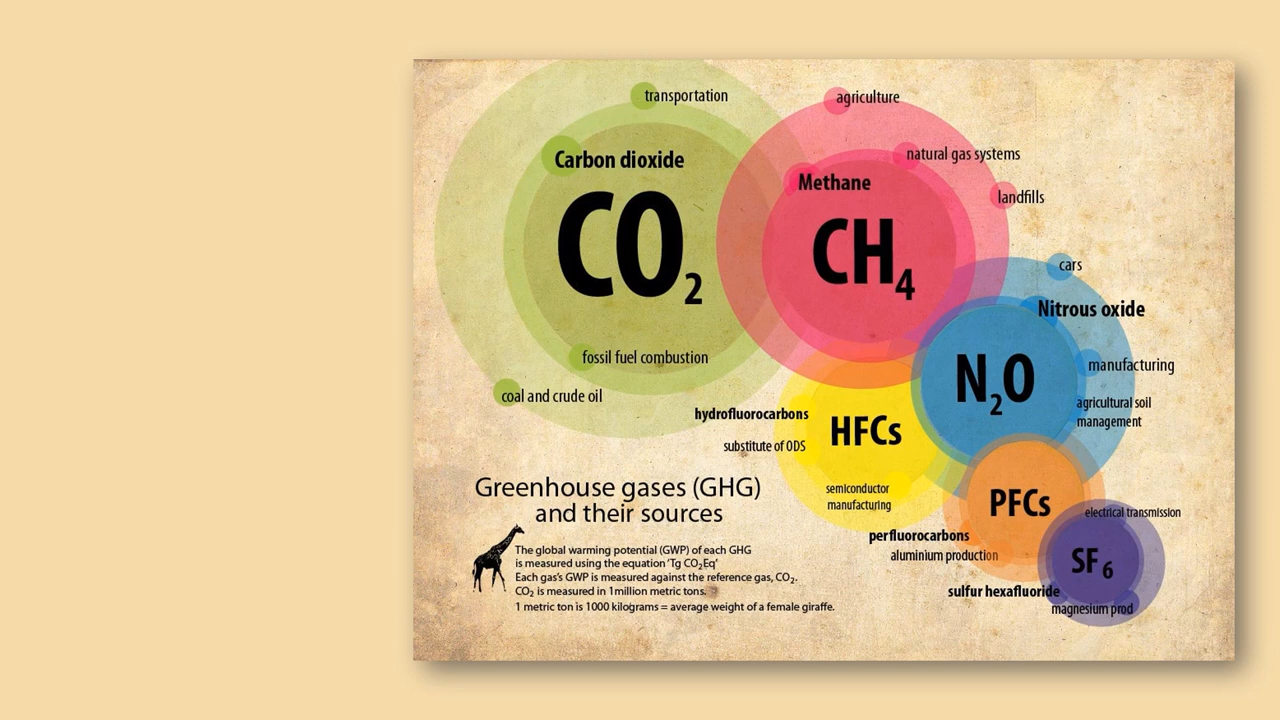 transportation
Carbon dioxide
CO₂
fossil fuel combustion
coal and crude oil
agriculture
natural gas systems
Methane
landfills
CH₄
cars
Nitrous oxide
N₂O
manufacturing
agricultural soil
management
hydrofluorocarbons
HFCs
substitute of ODS
semiconductor
manufacturing
PFCs
perfluorocarbons
aluminium production
electrical transmission
SF₆
sulfur hexafluoride
magnesium prod
Greenhouse gases (GHG)
and their sources
The global warming potential (GWP) of each GHG
is measured using the equation 'Tg CO₂Eq'
Each gas's GWP is measured against the reference gas, CO₂.
CO₂ is measured in 1million metric tons.
1 metric ton is 1000 kilograms = average weight of a female giraffe.